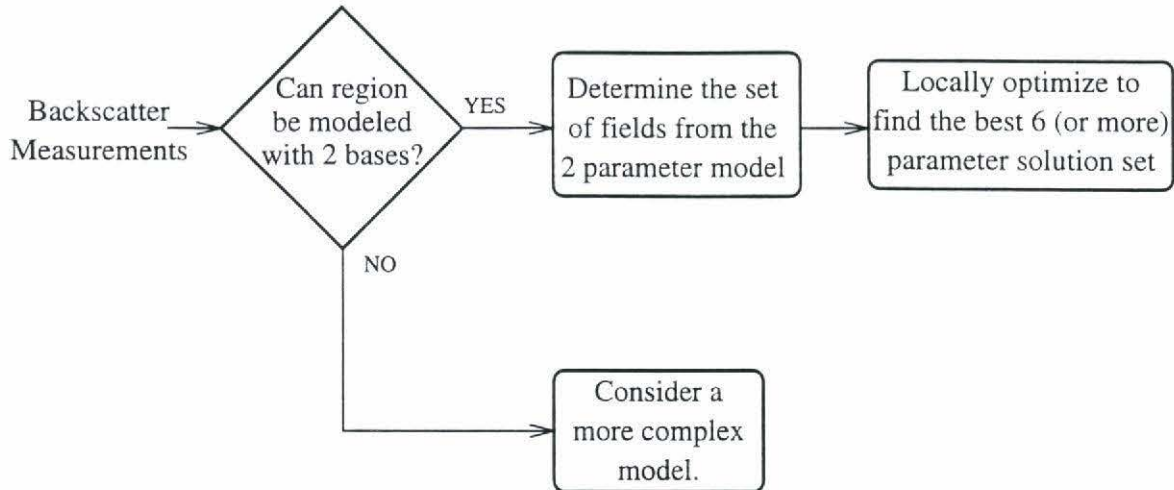 Backscatter
Measurements
Can region
be modeled
with 2 bases?
YES
Determine the set
of fields from the
2 parameter model
Locally optimize to
find the best 6 (or more)
parameter solution set
NO
Consider a
more complex
model.